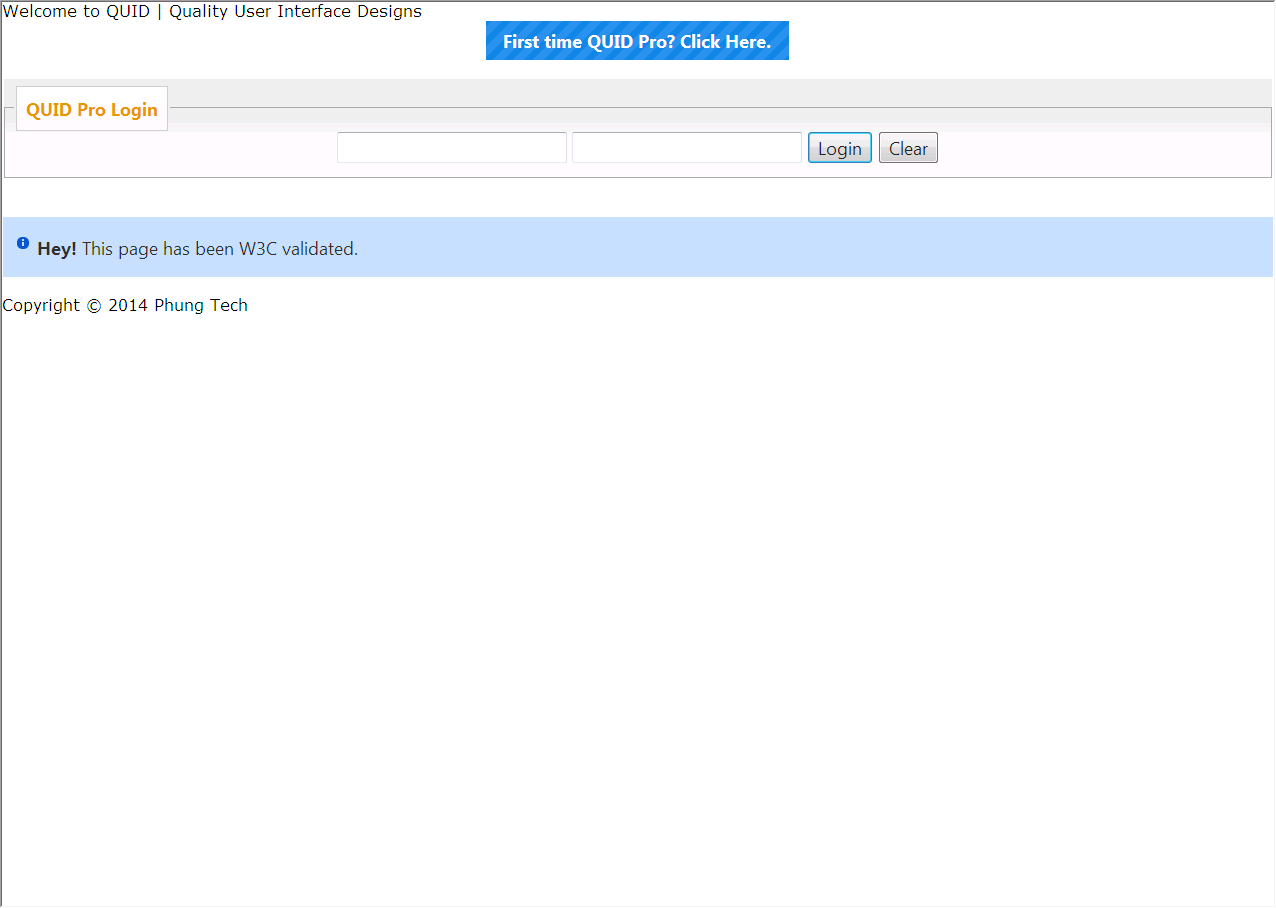 Welcome to QUID | Quality User Interface Designs
First time QUID Pro? Click Here.
QUID Pro Login
Login Clear
Hey! This page has been W3C validated.
Copyright © 2014 Phung Tech